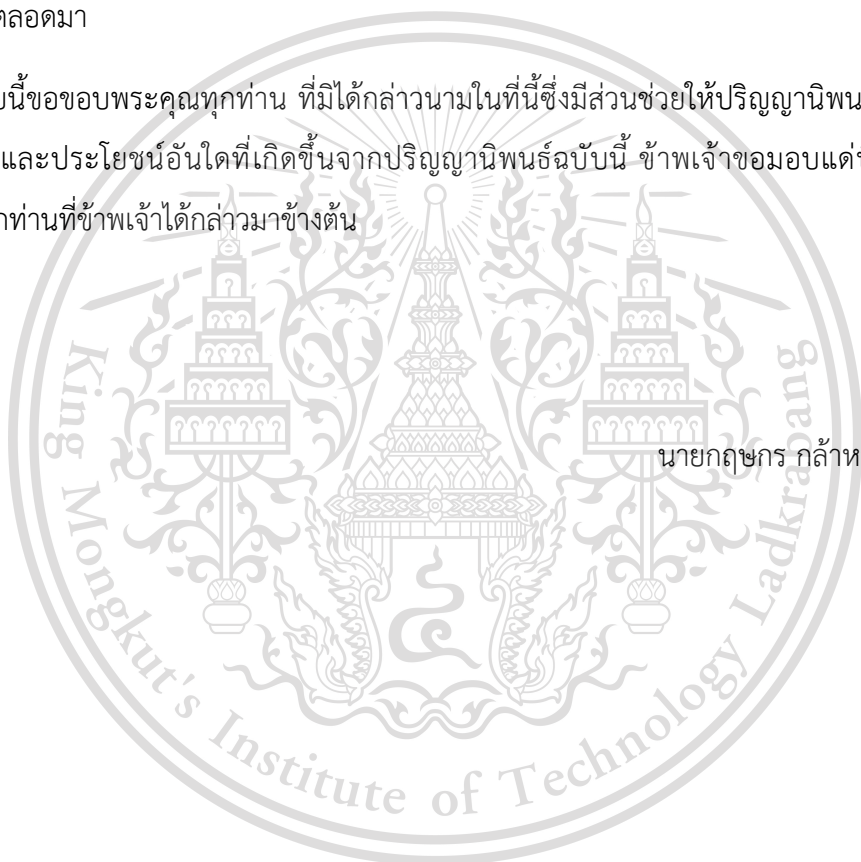 ตลอดมา
บนี้ขอขอบพระคุณทุกท่าน ที่มิได้กล่าวนามในที่นี้ซึ่งมีส่วนช่วยให้ปริญญานิพน
และประโยชน์อันใดที่เกิดขึ้นจากปริญญานิพนธ์ฉบับนี้ ข้าพเจ้าขอมอบแด่
กท่านที่ข้าพเจ้าได้กล่าวมาข้างต้น
นายกฤษกร กล้าห
King Mongkut's Institute of Technology Ladkrabang